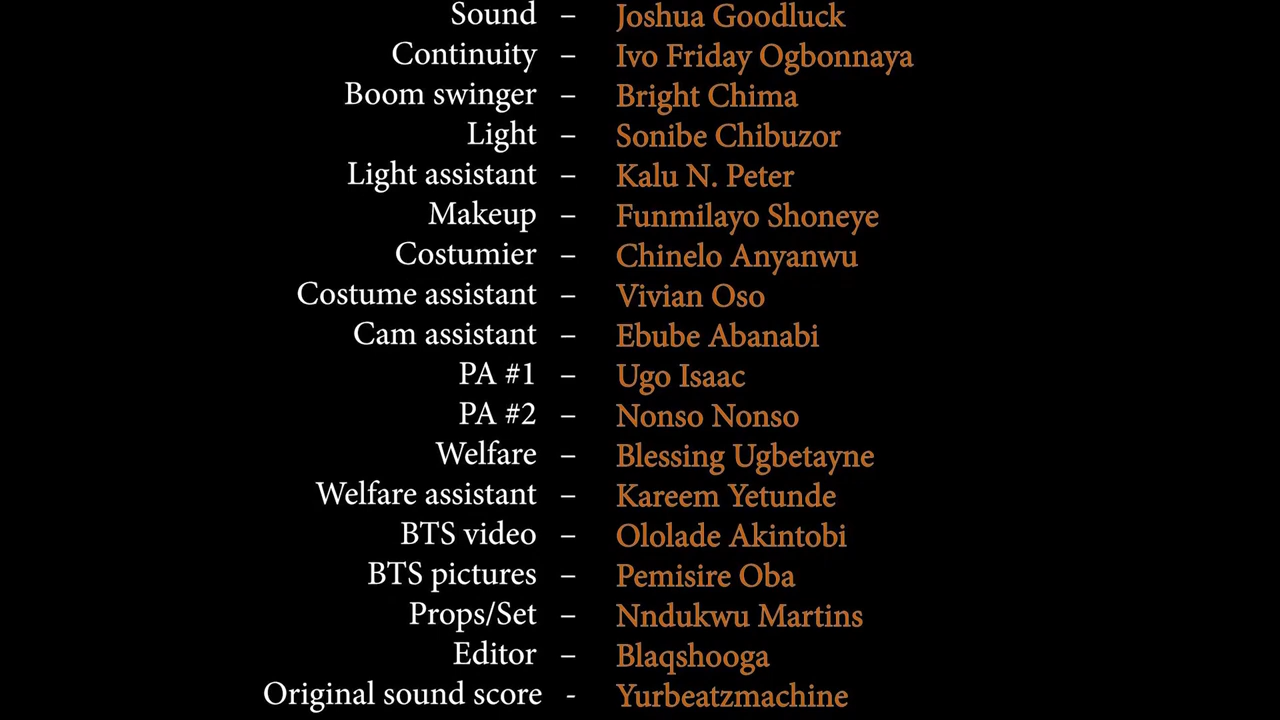 Sound – Joshua Goodluck
Continuity – Ivo Friday Ogbonnaya
Boom swinger – Bright Chima
Light – Sonibe Chibuzor
Light assistant – Kalu N. Peter
Makeup – Funmilayo Shoneye
Costumier – Chinelo Anyanwu
Costume assistant – Vivian Oso
Cam assistant – Ebube Abanabi
PA #1 – Ugo Isaac
PA #2 – Nonso Nonso
Welfare – Blessing Ugbetayne
Welfare assistant – Kareem Yetunde
BTS video – Ololade Akintobi
BTS pictures – Pemisire Oba
Props/Set – Nndukwu Martins
Editor – Blaqshooga
Original sound score - Yurbeatzmachine